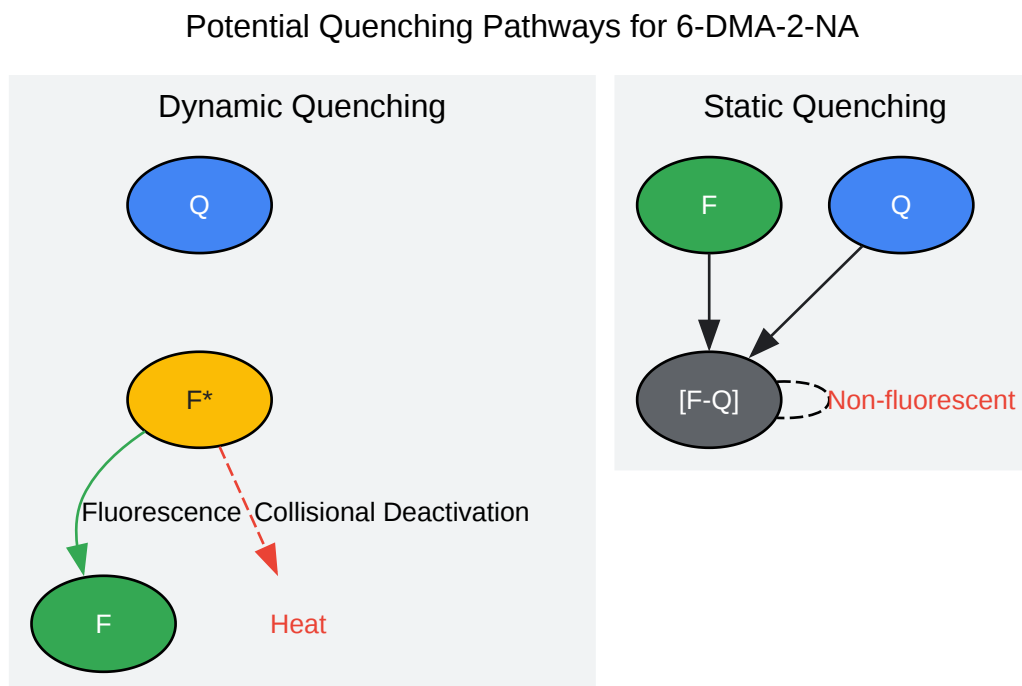 Potential Quenching Pathways for 6-DMA-2-NA
Dynamic Quenching
Q
F*
Fluorescence
Collisional Deactivation
F
Heat
Static Quenching
F
Q
[F-Q]
Non-fluorescent